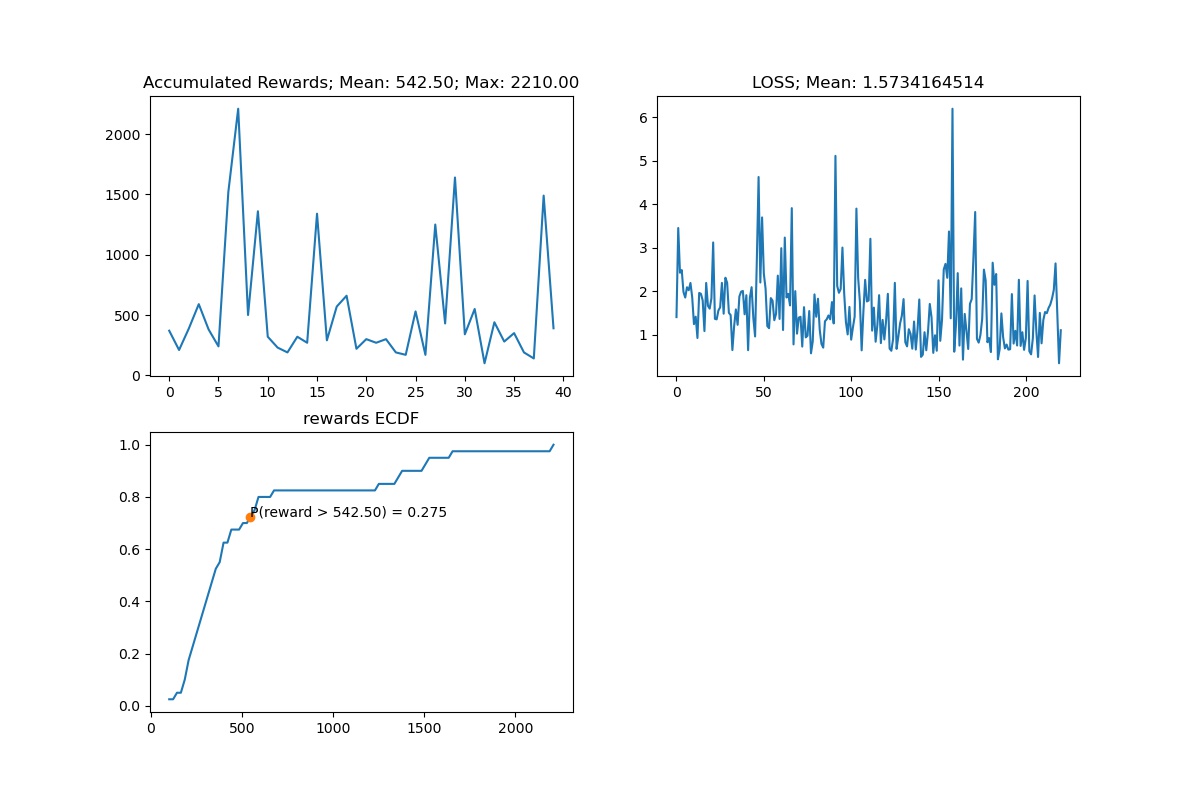 Accumulated Rewards; Mean: 542.50; Max: 2210.00
2000
1500
1000
500
0
0 5 10 15 20 25 30 35 40
LOSS; Mean: 1.5734164514
6
5
4
3
2
1
0 50 100 150 200
rewards ECDF
1.0
0.8
0.6
0.4
0.2
0.0
P(reward > 542.50) = 0.275
0 500 1000 1500 2000